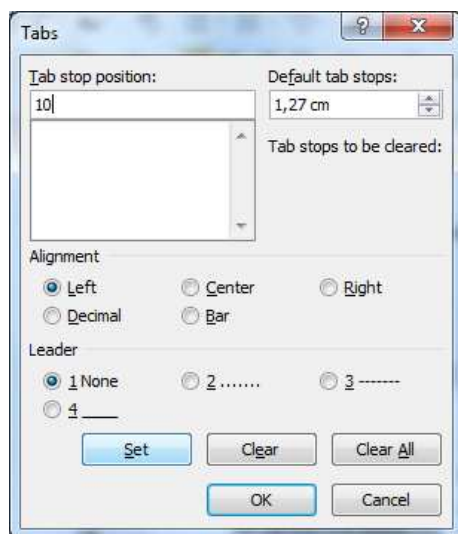 Tabs
Tab stop position: Default tab stops:
10 1,27 cm
Tab stops to be cleared:
Alignment
Left Center Right
Decimal Bar
Leader
1 None 2 ....... 3 -------
4 ____
Set Clear Clear All
OK Cancel